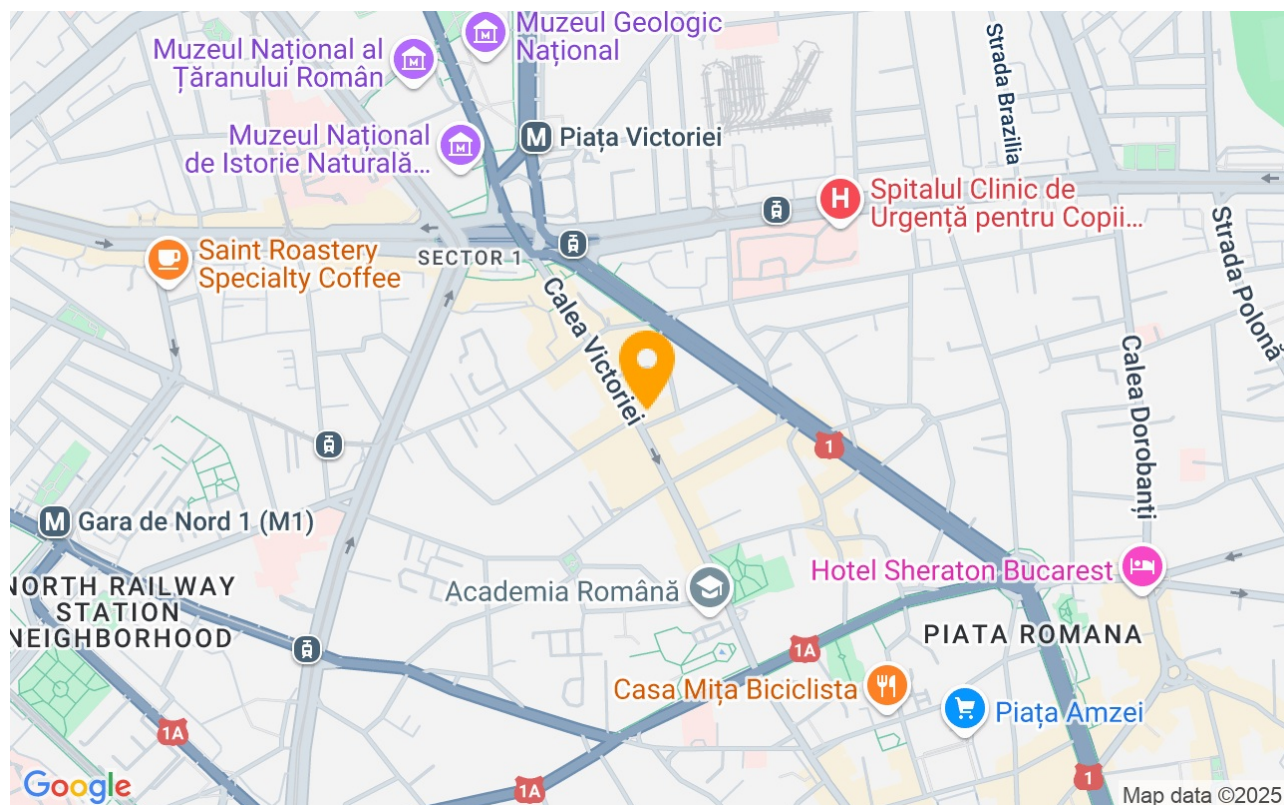 Muzeul Geologic
Național
Muzeul Național al
Țăranului Român
Strada Brazilia
Muzeul Național
de Istorie Naturală...
M
Piața Victoriei
H
Spitalul Clinic de
Urgență pentru Copii...
Strada Polonă
Saint Roastery
Specialty Coffee
SECTOR 1
Calea Victoriei
Calea Dorobanți
1
M
Gara de Nord 1 (M1)
Hotel Sheraton Bucarest
Academia Română
NORTH RAILWAY
STATION
NEIGHBORHOOD
PIATA ROMANA
1A
Casa Mița Biciclista
Piața Amzei
1A
1A
1
Google
Map data ©2025